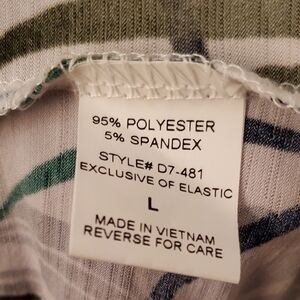 95% POLYESTER
5% SPANDEX
STYLE# D7-481
EXCLUSIVE OF ELASTIC
L
MADE IN VIETNAM
REVERSE FOR CARE